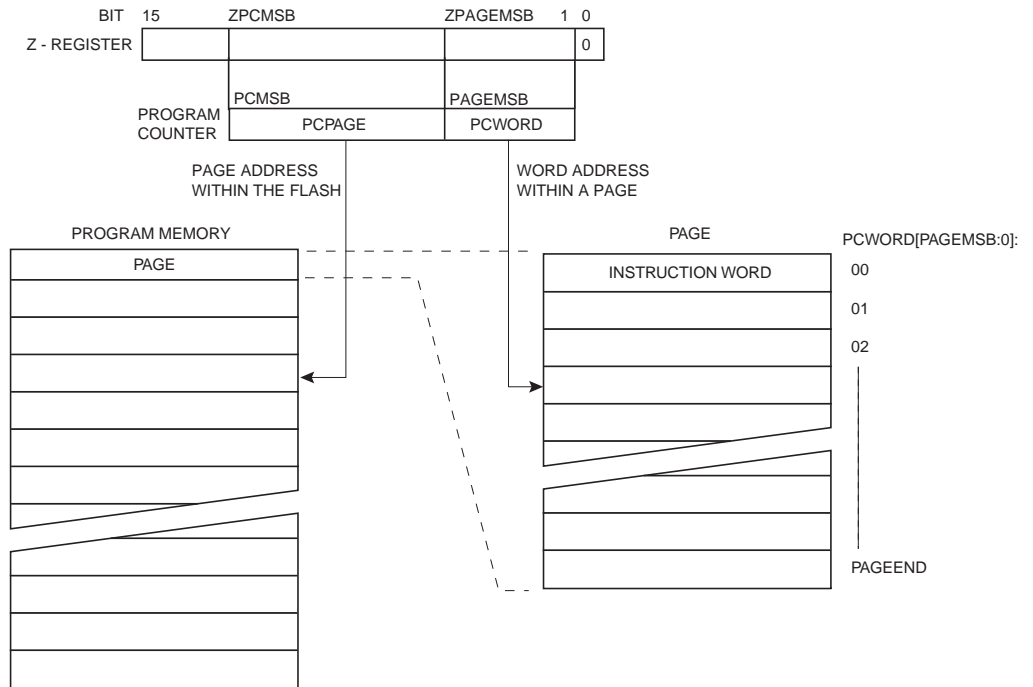 BIT 15 ZPCMSB ZPAGEMSB 1 0
Z - REGISTER 0
PCMSB PAGEMSB
PROGRAM
COUNTER
PCPAGE PCWORD
PAGE ADDRESS
WITHIN THE FLASH
WORD ADDRESS
WITHIN A PAGE
PROGRAM MEMORY
PAGE
PAGE
PCWORD[PAGEMSB:0]:
INSTRUCTION WORD 00
01
02
PAGEEND